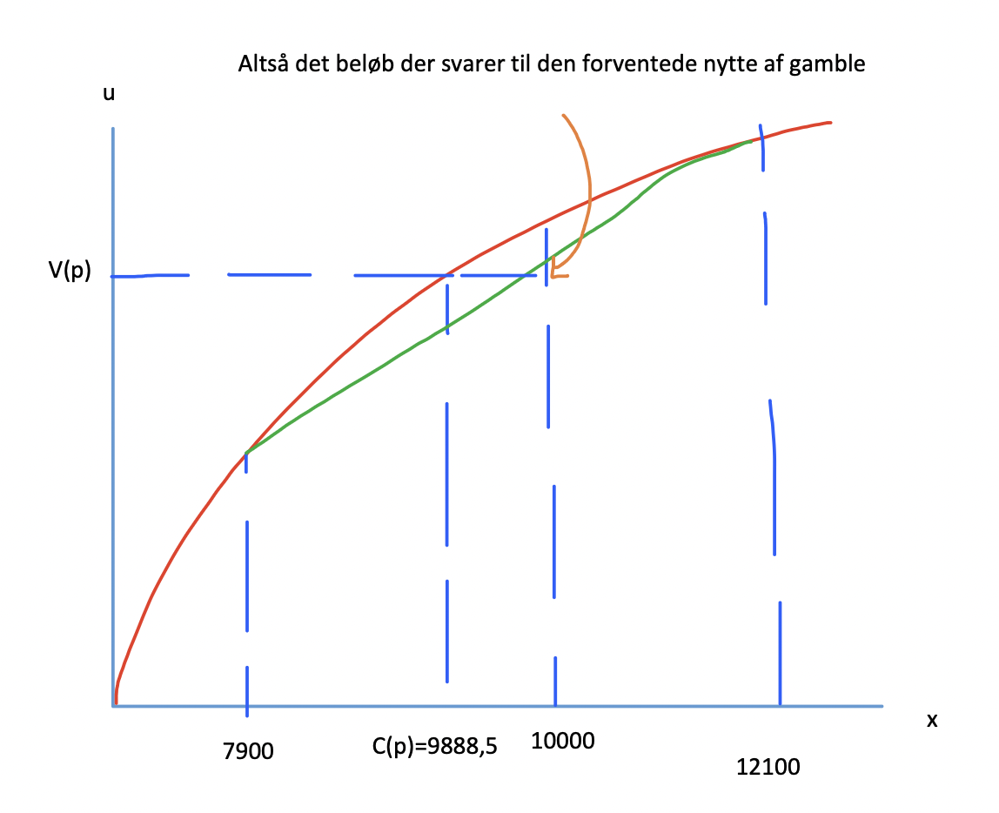 Altså det beløb der svarer til den forventede nytte af gamble
u
V(p)
x
7900
C(p)=9888,5
10000
12100